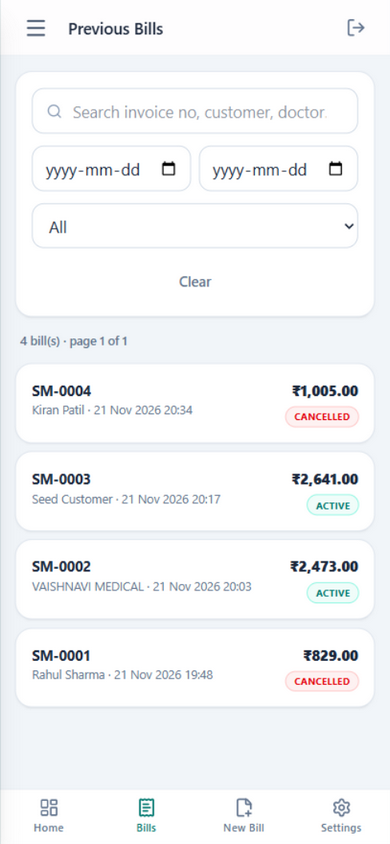 Previous Bills
Search invoice no, customer, doctor.
yyyy-mm-dd yyyy-mm-dd
All
Clear
4 bill(s) · page 1 of 1
SM-0004 ₹1,005.00
Kiran Patil · 21 Nov 2026 20:34 CANCELLED
SM-0003 ₹2,641.00
Seed Customer · 21 Nov 2026 20:17 ACTIVE
SM-0002 ₹2,473.00
VAISHNAVI MEDICAL · 21 Nov 2026 20:03 ACTIVE
SM-0001 ₹829.00
Rahul Sharma · 21 Nov 2026 19:48 CANCELLED
Home Bills New Bill Settings